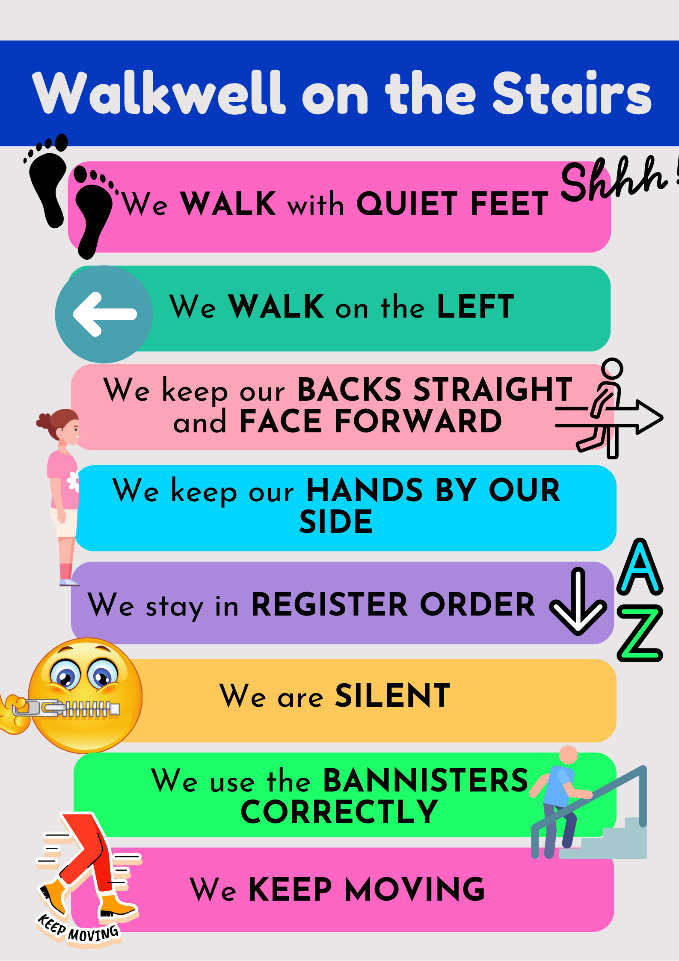 Walkwell on the Stairs
We WALK with QUIET FEET
Shhh!
We WALK on the LEFT
We keep our BACKS STRAIGHT
and FACE FORWARD
We keep our HANDS BY OUR
SIDE
We stay in REGISTER ORDER
A
Z
We are SILENT
We use the BANNISTERS
CORRECTLY
We KEEP MOVING
KEEP MOVING